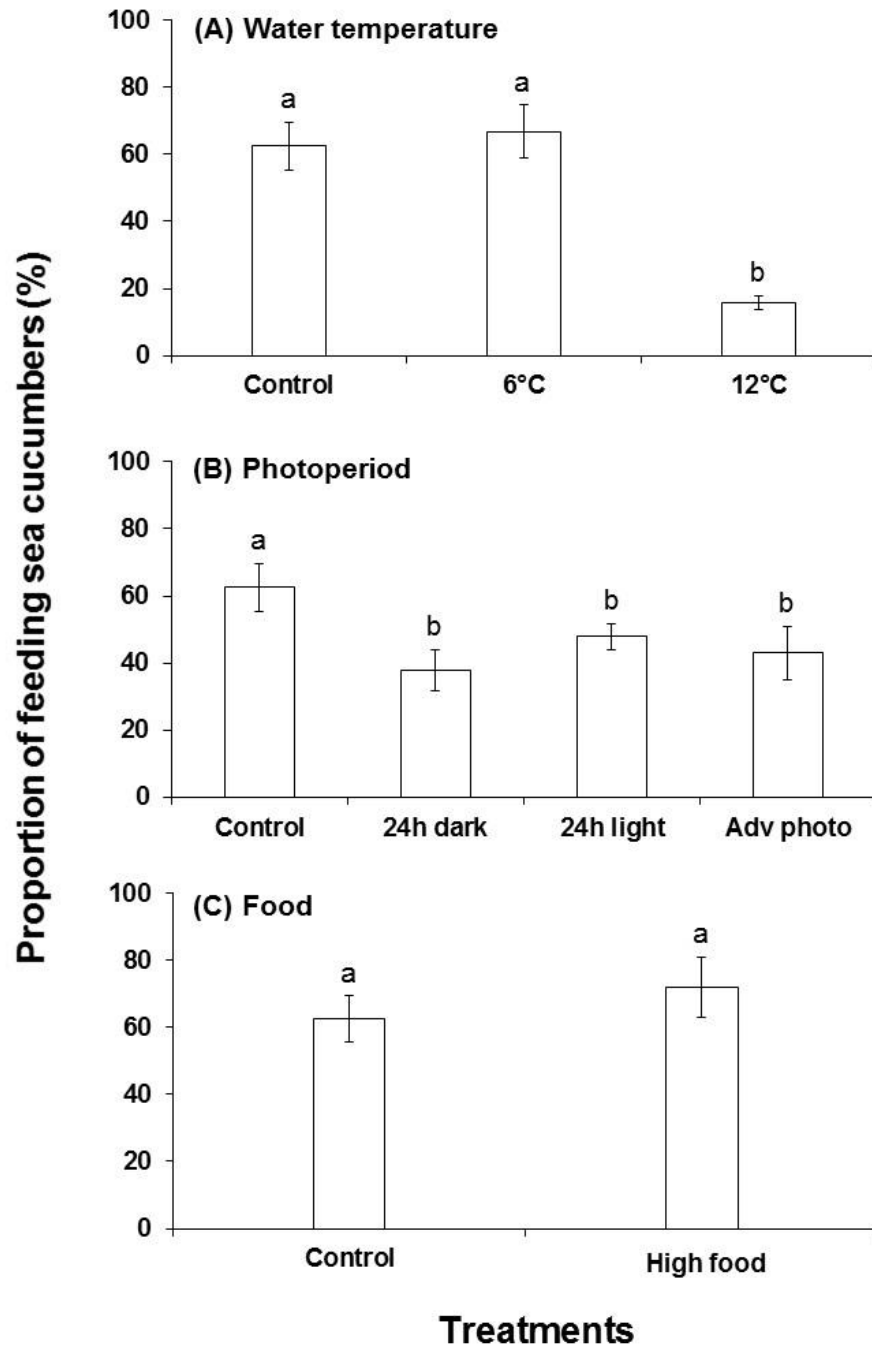 Proportion of feeding sea cucumbers (%)
(A) Water temperature
100
80
60
40
20
0
a
a
b
Control
6°C
12°C
(B) Photoperiod
100
80
60
40
20
0
a
b
b
b
Control
24h dark
24h light
Adv photo
(C) Food
100
80
60
40
20
0
a
a
Control
High food
Treatments